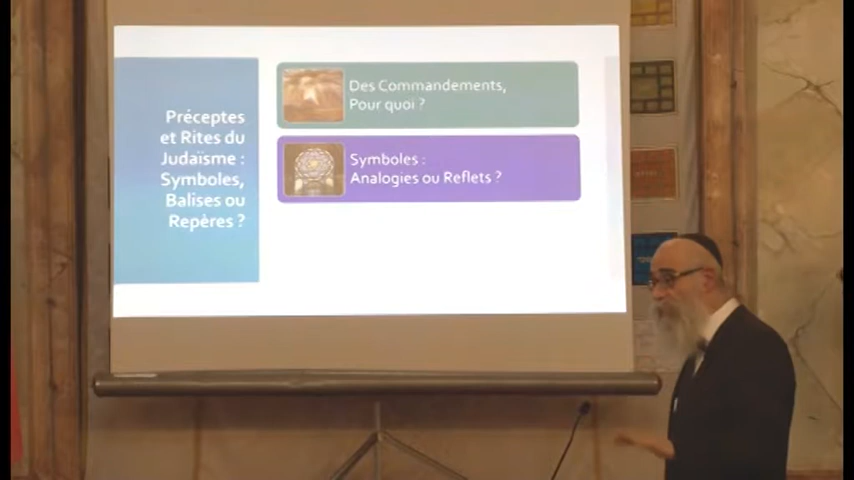 Préceptes
et Rites du
Judaïsme :
Symboles,
Balises ou
Repères ?
Des Commandements,
Pour quoi ?
Symboles :
Analogies ou Reflets ?